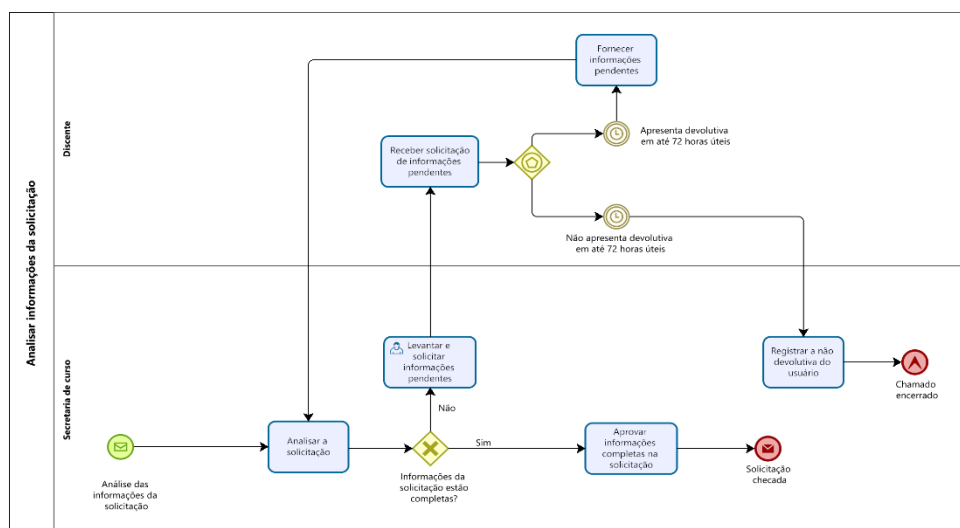 Analisar informações da solicitação
Discente
Fornecer
informações
pendentes
Apresenta devolutiva
em até 72 horas úteis
Receber solicitação
de informações
pendentes
Não apresenta devolutiva
em até 72 horas úteis
Secretaria de curso
Levantar e
solicitar
informações
pendentes
Registrar a não
devolutiva do
usuário
Chamado
encerrado
Não
Analisar a
solicitação
Sim
Aprovar
informações
completas na
solicitação
Análise das
informações da
solicitação
Informações da
solicitação estão
completas?
Solicitação
checada